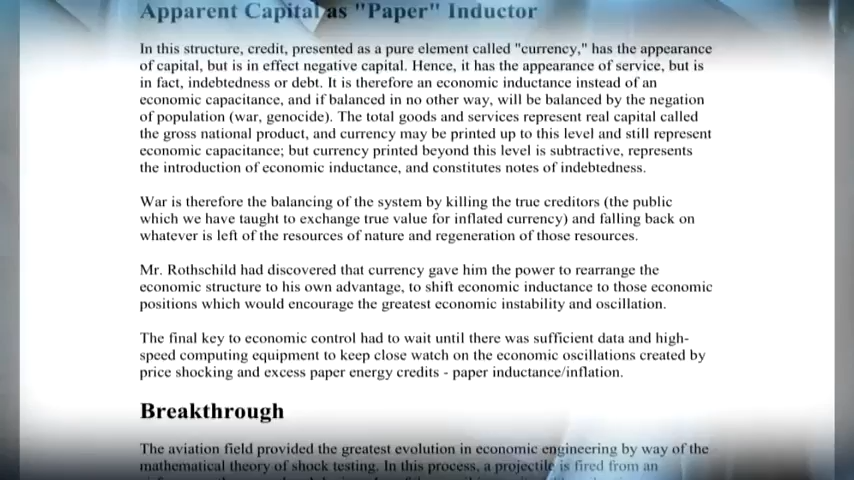 Apparent Capital as "Paper" Inductor
In this structure, credit, presented as a pure element called "currency," has the appearance
of capital, but is in effect negative capital. Hence, it has the appearance of service, but is
in fact, indebtedness or debt. It is therefore an economic inductance instead of an
economic capacitance, and if balanced in no other way, will be balanced by the negation
of population (war, genocide). The total goods and services represent real capital called
the gross national product, and currency may be printed up to this level and still represent
economic capacitance; but currency printed beyond this level is subtractive, represents
the introduction of economic inductance, and constitutes notes of indebtedness.
War is therefore the balancing of the system by killing the true creditors (the public
which we have taught to exchange true value for inflated currency) and falling back on
whatever is left of the resources of nature and regeneration of those resources.
Mr. Rothschild had discovered that currency gave him the power to rearrange the
economic structure to his own advantage, to shift economic inductance to those economic
positions which would encourage the greatest economic instability and oscillation.
The final key to economic control had to wait until there was sufficient data and high-
speed computing equipment to keep close watch on the economic oscillations created by
price shocking and excess paper energy credits - paper inductance/inflation.
Breakthrough
The aviation field provided the greatest evolution in economic engineering by way of the
mathematical theory of shock testing. In this process, a projectile is fired from an